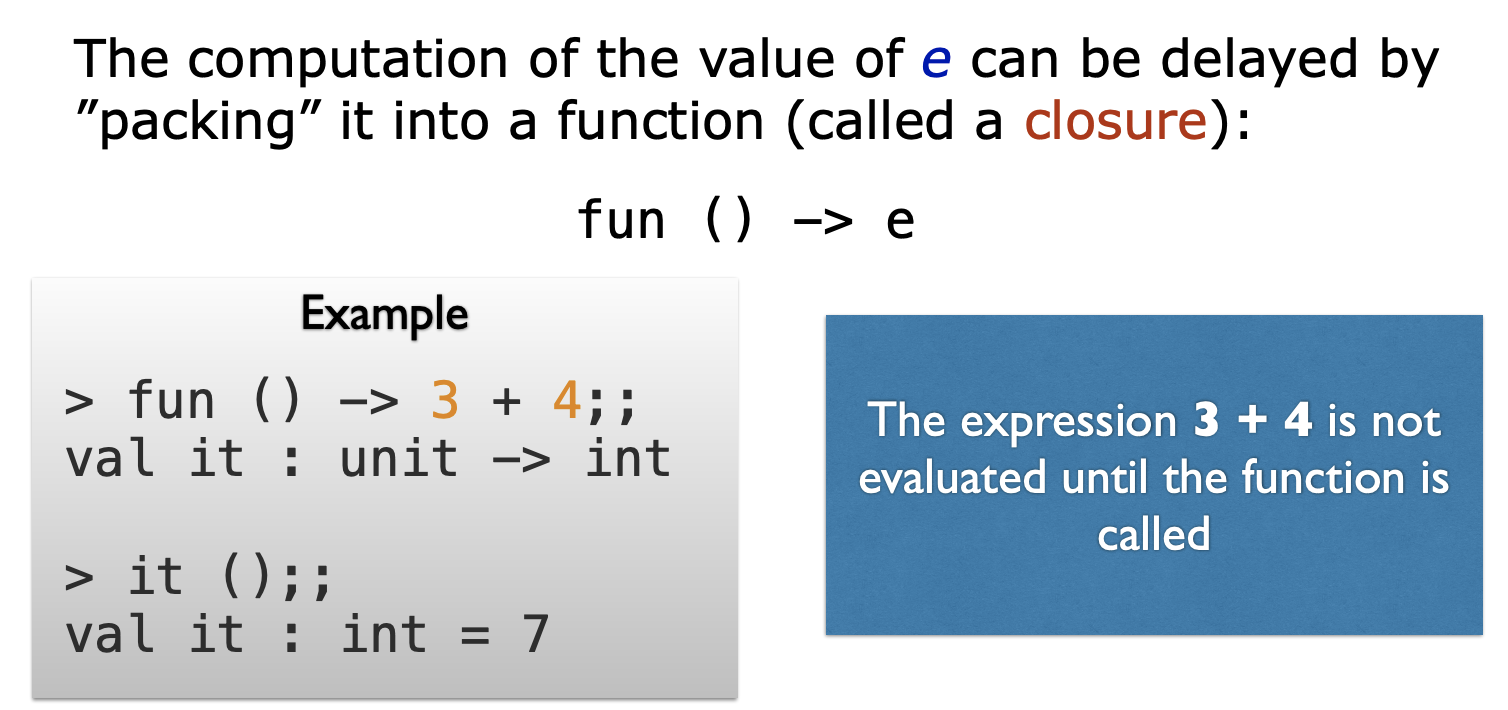 The computation of the value of e can be delayed by
”packing” it into a function (called a closure):
fun () –> e
Example
> fun () –> 3 + 4;;
val it : unit –> int
> it ();;
val it : int = 7
The expression 3 + 4 is not
evaluated until the function is
called